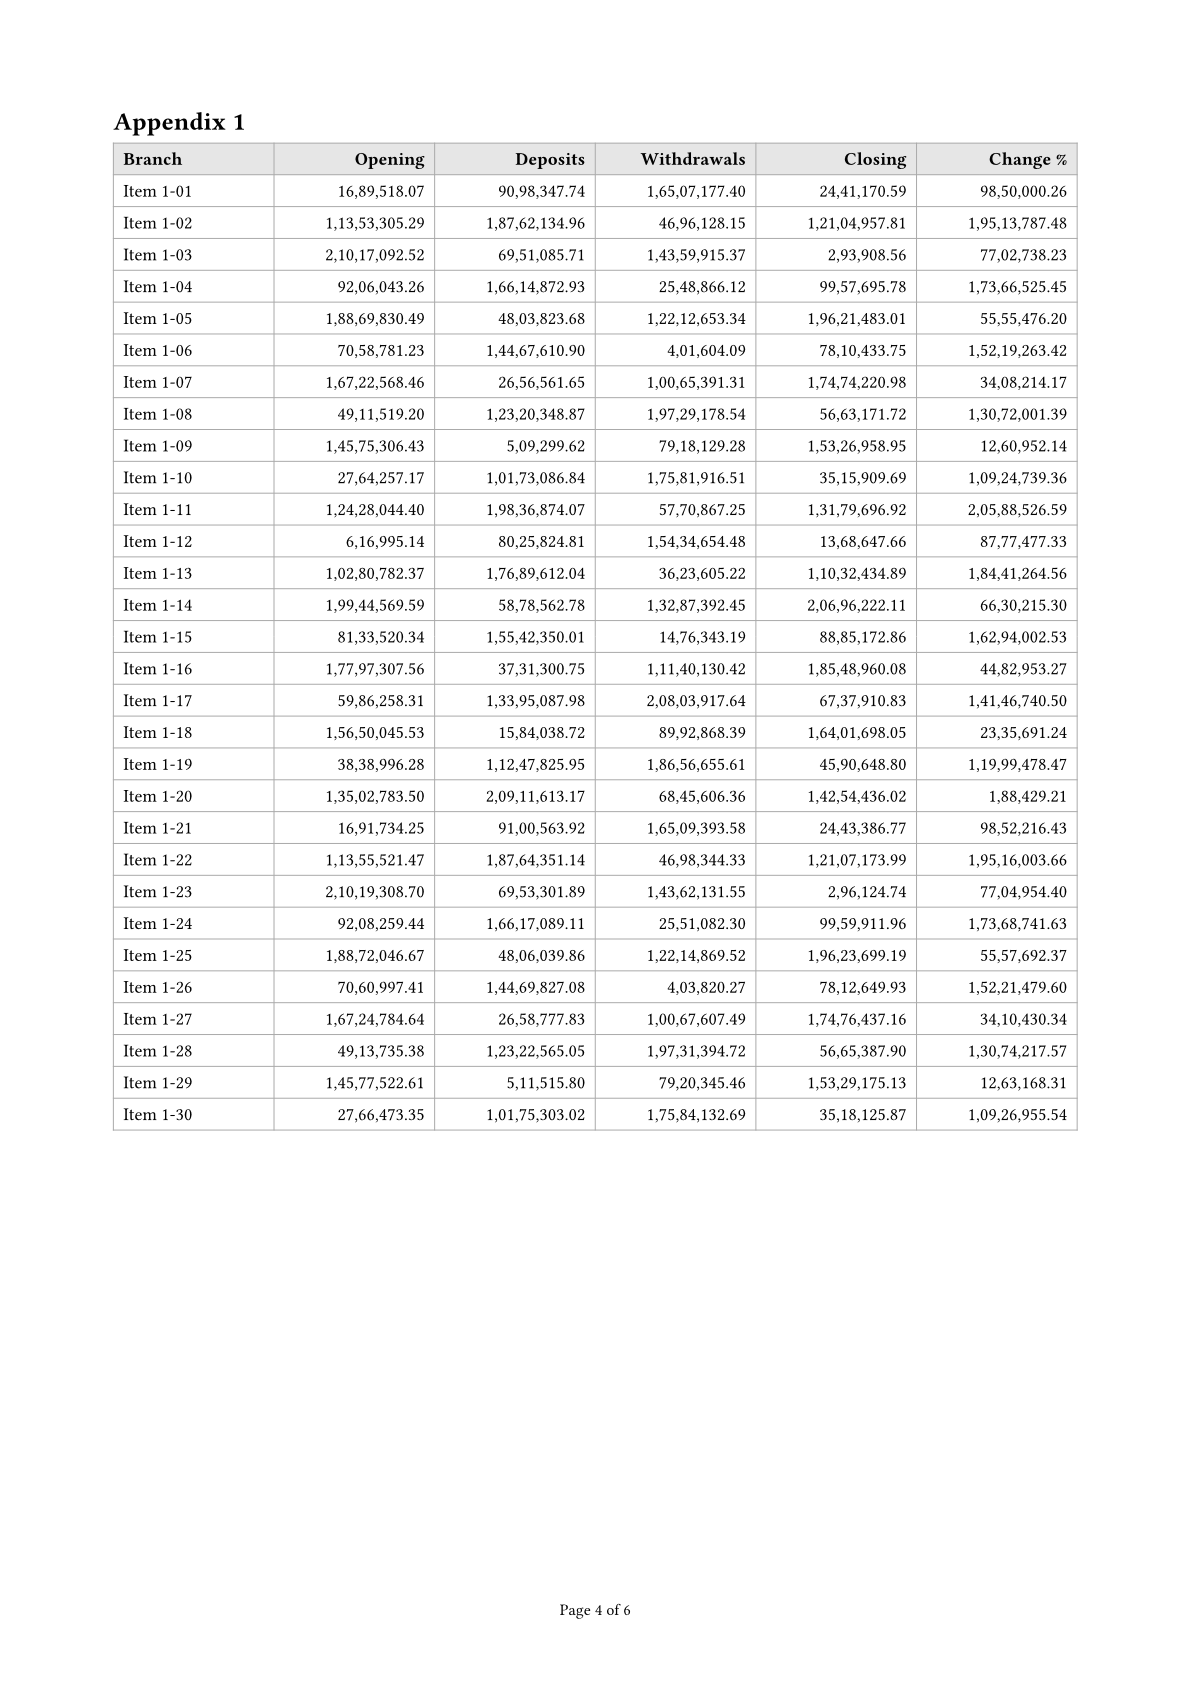 Appendix 1
Branch Opening Deposits Withdrawals Closing Change %
Item 1-01 16,89,518.07 90,98,347.74 1,65,07,177.40 24,41,170.59 98,50,000.26
Item 1-02 1,13,53,305.29 1,87,62,134.96 46,96,128.15 1,21,04,957.81 1,95,13,787.48
Item 1-03 2,10,17,092.52 69,51,085.71 1,43,59,915.37 2,93,908.56 77,02,738.23
Item 1-04 92,06,043.26 1,66,14,872.93 25,48,866.12 99,57,695.78 1,73,66,525.45
Item 1-05 1,88,69,830.49 48,03,823.68 1,22,12,653.34 1,96,21,483.01 55,55,476.20
Item 1-06 70,58,781.23 1,44,67,610.90 4,01,604.09 78,10,433.75 1,52,19,263.42
Item 1-07 1,67,22,568.46 26,56,561.65 1,00,65,391.31 1,74,74,220.98 34,08,214.17
Item 1-08 49,11,519.20 1,23,20,348.87 1,97,29,178.54 56,63,171.72 1,30,72,001.39
Item 1-09 1,45,75,306.43 5,09,299.62 79,18,129.28 1,53,26,958.95 12,60,952.14
Item 1-10 27,64,257.17 1,01,73,086.84 1,75,81,916.51 35,15,909.69 1,09,24,739.36
Item 1-11 1,24,28,044.40 1,98,36,874.07 57,70,867.25 1,31,79,696.92 2,05,88,526.59
Item 1-12 6,16,995.14 80,25,824.81 1,54,34,654.48 13,68,647.66 87,77,477.33
Item 1-13 1,02,80,782.37 1,76,89,612.04 36,23,605.22 1,10,32,434.89 1,84,41,264.56
Item 1-14 1,99,44,569.59 58,78,562.78 1,32,87,392.45 2,06,96,222.11 66,30,215.30
Item 1-15 81,33,520.34 1,55,42,350.01 14,76,343.19 88,85,172.86 1,62,94,002.53
Item 1-16 1,77,97,307.56 37,31,300.75 1,11,40,130.42 1,85,48,960.08 44,82,953.27
Item 1-17 59,86,258.31 1,33,95,087.98 2,08,03,917.64 67,37,910.83 1,41,46,740.50
Item 1-18 1,56,50,045.53 15,84,038.72 89,92,868.39 1,64,01,698.05 23,35,691.24
Item 1-19 38,38,996.28 1,12,47,825.95 1,86,56,655.61 45,90,648.80 1,19,99,478.47
Item 1-20 1,35,02,783.50 2,09,11,613.17 68,45,606.36 1,42,54,436.02 1,88,429.21
Item 1-21 16,91,734.25 91,00,563.92 1,65,09,393.58 24,43,386.77 98,52,216.43
Item 1-22 1,13,55,521.47 1,87,64,351.14 46,98,344.33 1,21,07,173.99 1,95,16,003.66
Item 1-23 2,10,19,308.70 69,53,301.89 1,43,62,131.55 2,96,124.74 77,04,954.40
Item 1-24 92,08,259.44 1,66,17,089.11 25,51,082.30 99,59,911.96 1,73,68,741.63
Item 1-25 1,88,72,046.67 48,06,039.86 1,22,14,869.52 1,96,23,699.19 55,57,692.37
Item 1-26 70,60,997.41 1,44,69,827.08 4,03,820.27 78,12,649.93 1,52,21,479.60
Item 1-27 1,67,24,784.64 26,58,777.83 1,00,67,607.49 1,74,76,437.16 34,10,430.34
Item 1-28 49,13,735.38 1,23,22,565.05 1,97,31,394.72 56,65,387.90 1,30,74,217.57
Item 1-29 1,45,77,522.61 5,11,515.80 79,20,345.46 1,53,29,175.13 12,63,168.31
Item 1-30 27,66,473.35 1,01,75,303.02 1,75,84,132.69 35,18,125.87 1,09,26,955.54
Page 4 of 6